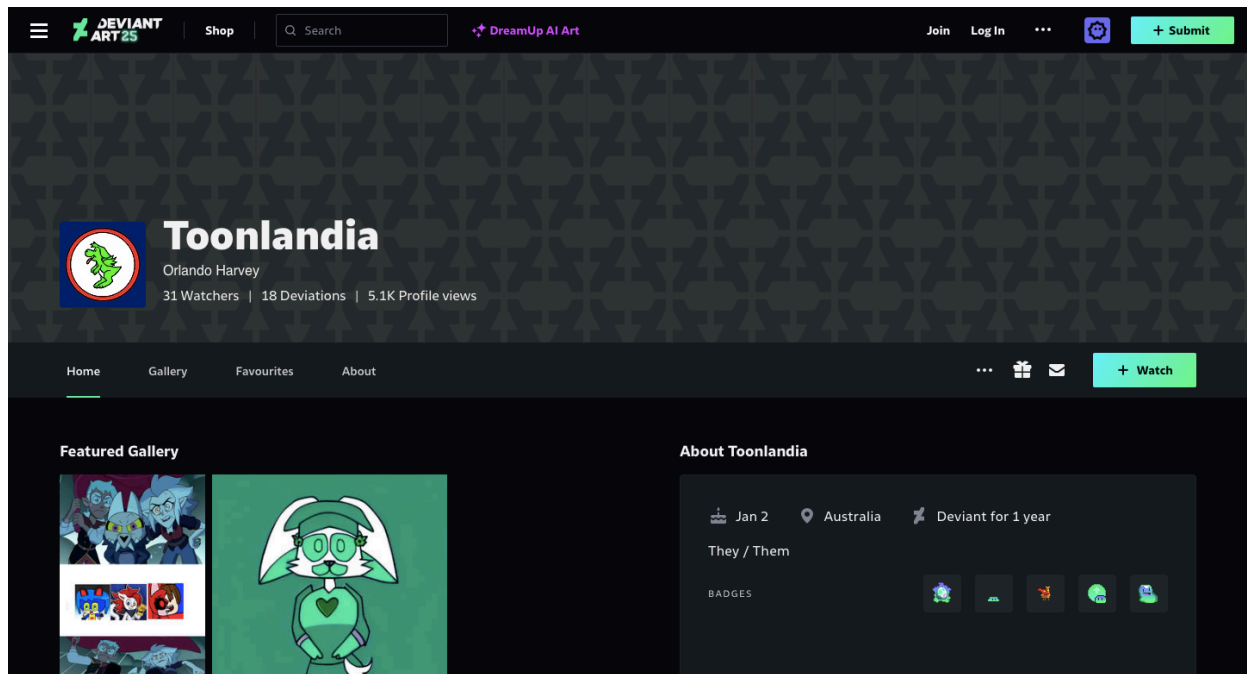 DEVIANT ART 25
Shop
Search
DreamUp AI Art
Join
Log In
+ Submit
Toonlandia
Orlando Harvey
31 Watchers | 18 Deviations | 5.1K Profile views
Home
Gallery
Favourites
About
+ Watch
Featured Gallery
About Toonlandia
Jan 2
Australia
Deviant for 1 year
They / Them
BADGES